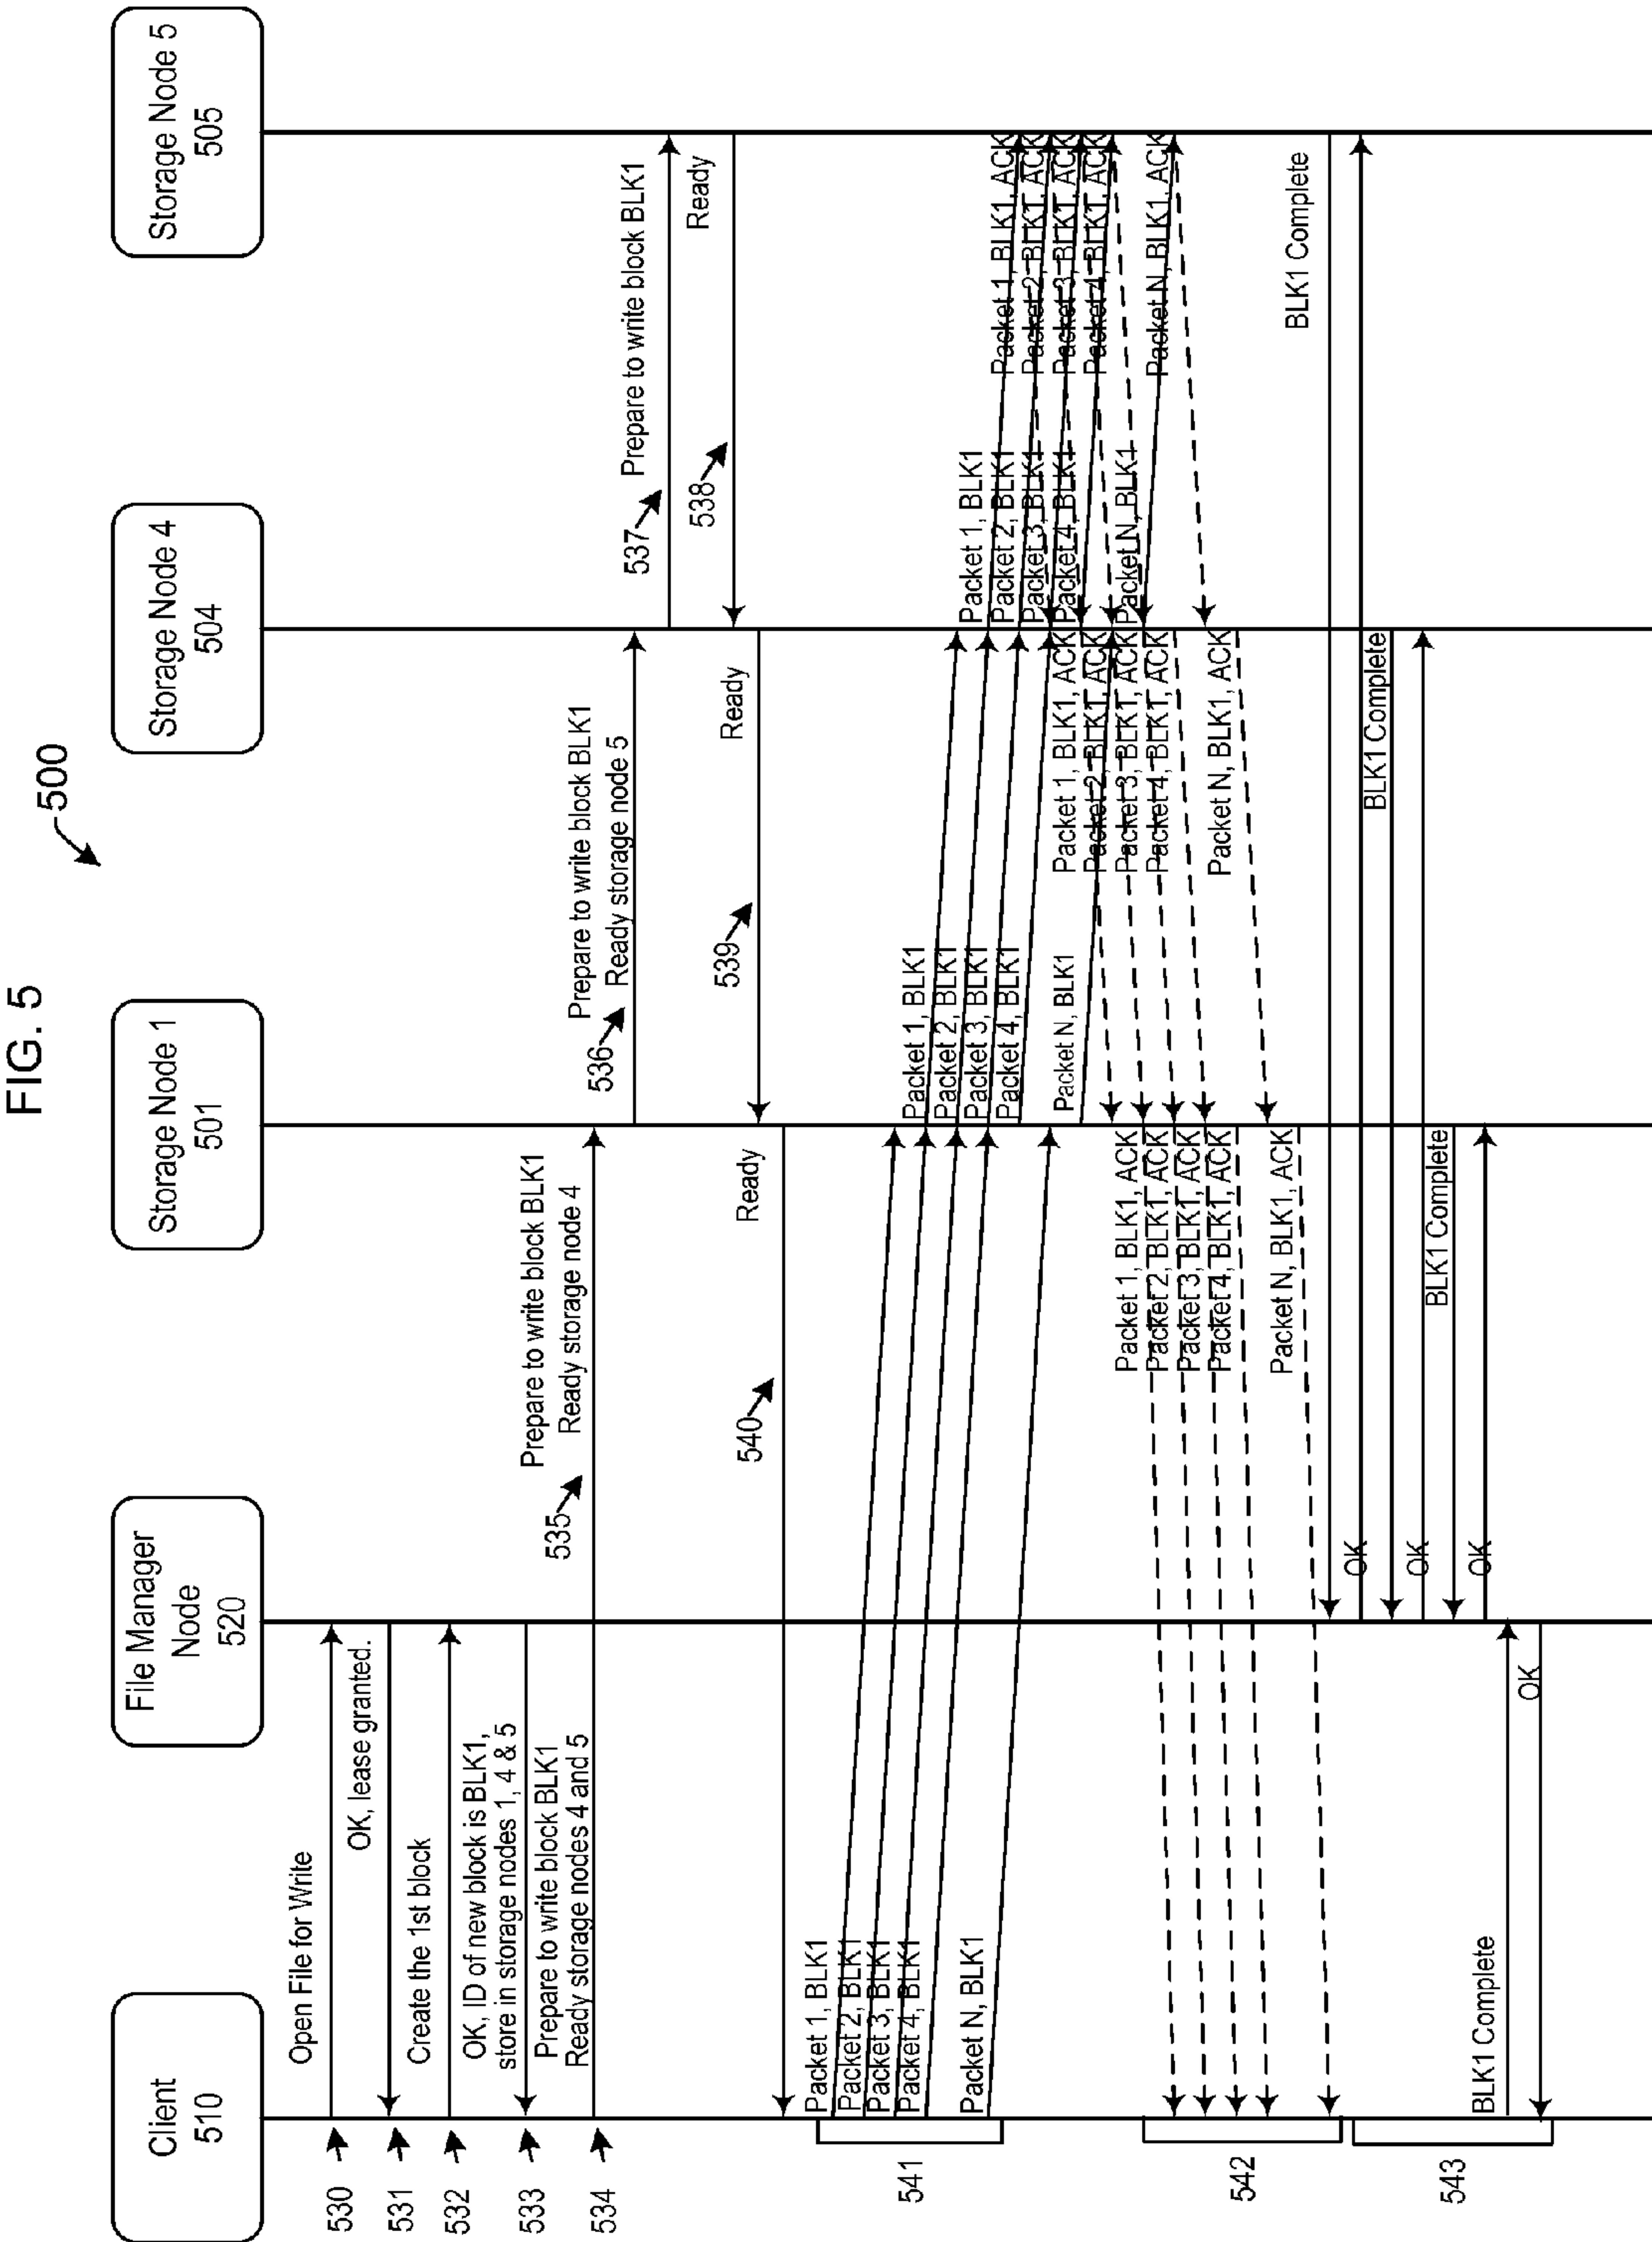 FIG. 5
500
Client
510
File Manager
Node
520
Storage Node 1
501
Storage Node 4
504
Storage Node 5
505
530
Open File for Write
531
OK, lease granted.
532
Create the 1st block
533
OK, ID of new block is BLK1,
store in storage nodes 1, 4 & 5
534
Prepare to write block BLK1
Ready storage nodes 4 and 5
535
Prepare to write block BLK1
Ready storage node 4
536
Prepare to write block BLK1
Ready storage node 5
537
Prepare to write block BLK1
538
Ready
539
Ready
540
Ready
541
Packet 1, BLK1
Packet 2, BLK1
Packet 3, BLK1
Packet 4, BLK1
Packet N, BLK1
Packet 1, BLK1
Packet 2, BLK1
Packet 3, BLK1
Packet 4, BLK1
Packet N, BLK1
Packet 1, BLK1
Packet 2, BLK1
Packet 3, BLK1
Packet 4, BLK1
Packet N, BLK1
Packet 1, BLK1, ACK
Packet 2, BLK1, ACK
Packet 3, BLK1, ACK
Packet 4, BLK1, ACK
Packet N, BLK1, ACK
Packet 1, BLK1, ACK
Packet 2, BLK1, ACK
Packet 3, BLK1, ACK
Packet 4, BLK1, ACK
Packet N, BLK1, ACK
542
Packet 1, BLK1, ACK
Packet 2, BLK1, ACK
Packet 3, BLK1, ACK
Packet 4, BLK1, ACK
Packet N, BLK1, ACK
543
BLK1 Complete
OK
BLK1 Complete
OK
BLK1 Complete
OK
BLK1 Complete
OK